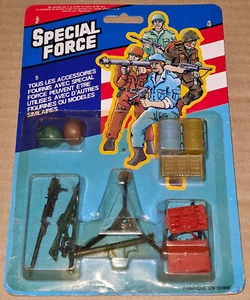 SPECIAL
FORCE
TOUS LES ACCESSOIRES
FOURNIS AVEC SPECIAL
FORCE PEUVENT ETRE
UTILISES AVEC D'AUTRES
FIGURINES OU MODELES
SIMILAIRES
FABRIQUE EN CHINE